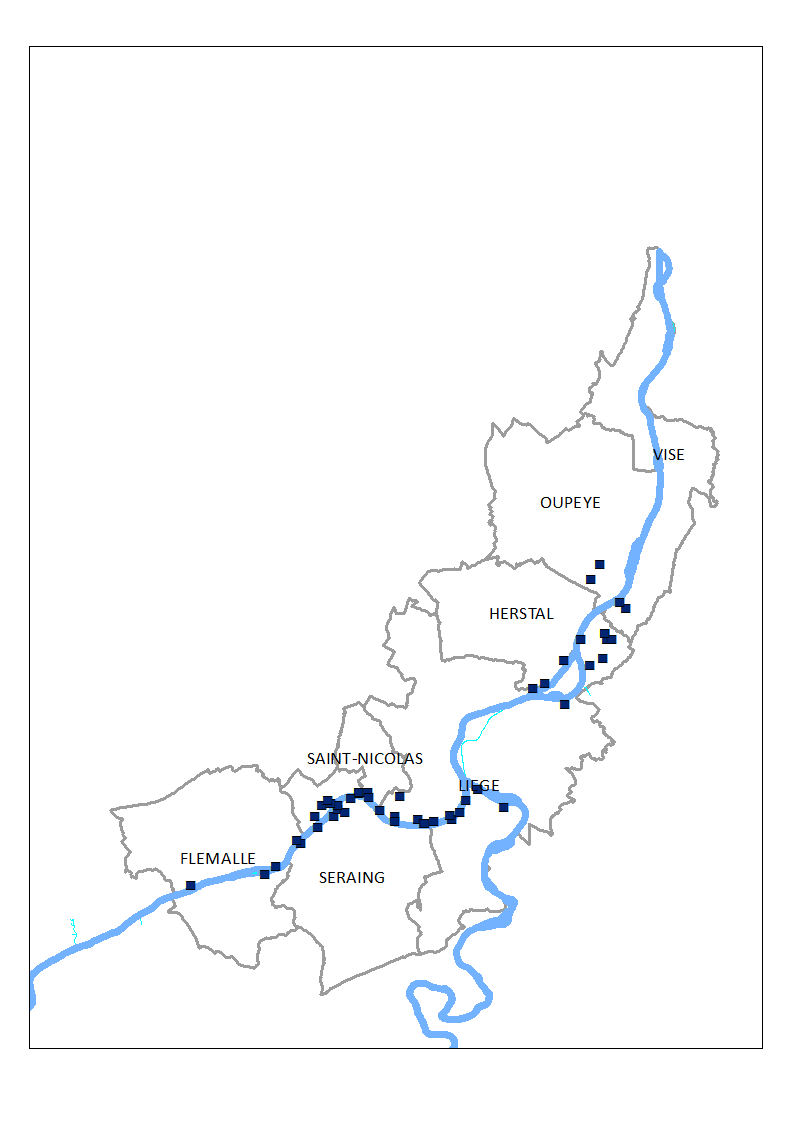 VISE
OUPEYE
HERSTAL
SAINT-NICOLAS
LIEGE
FLEMALLE
SERAING